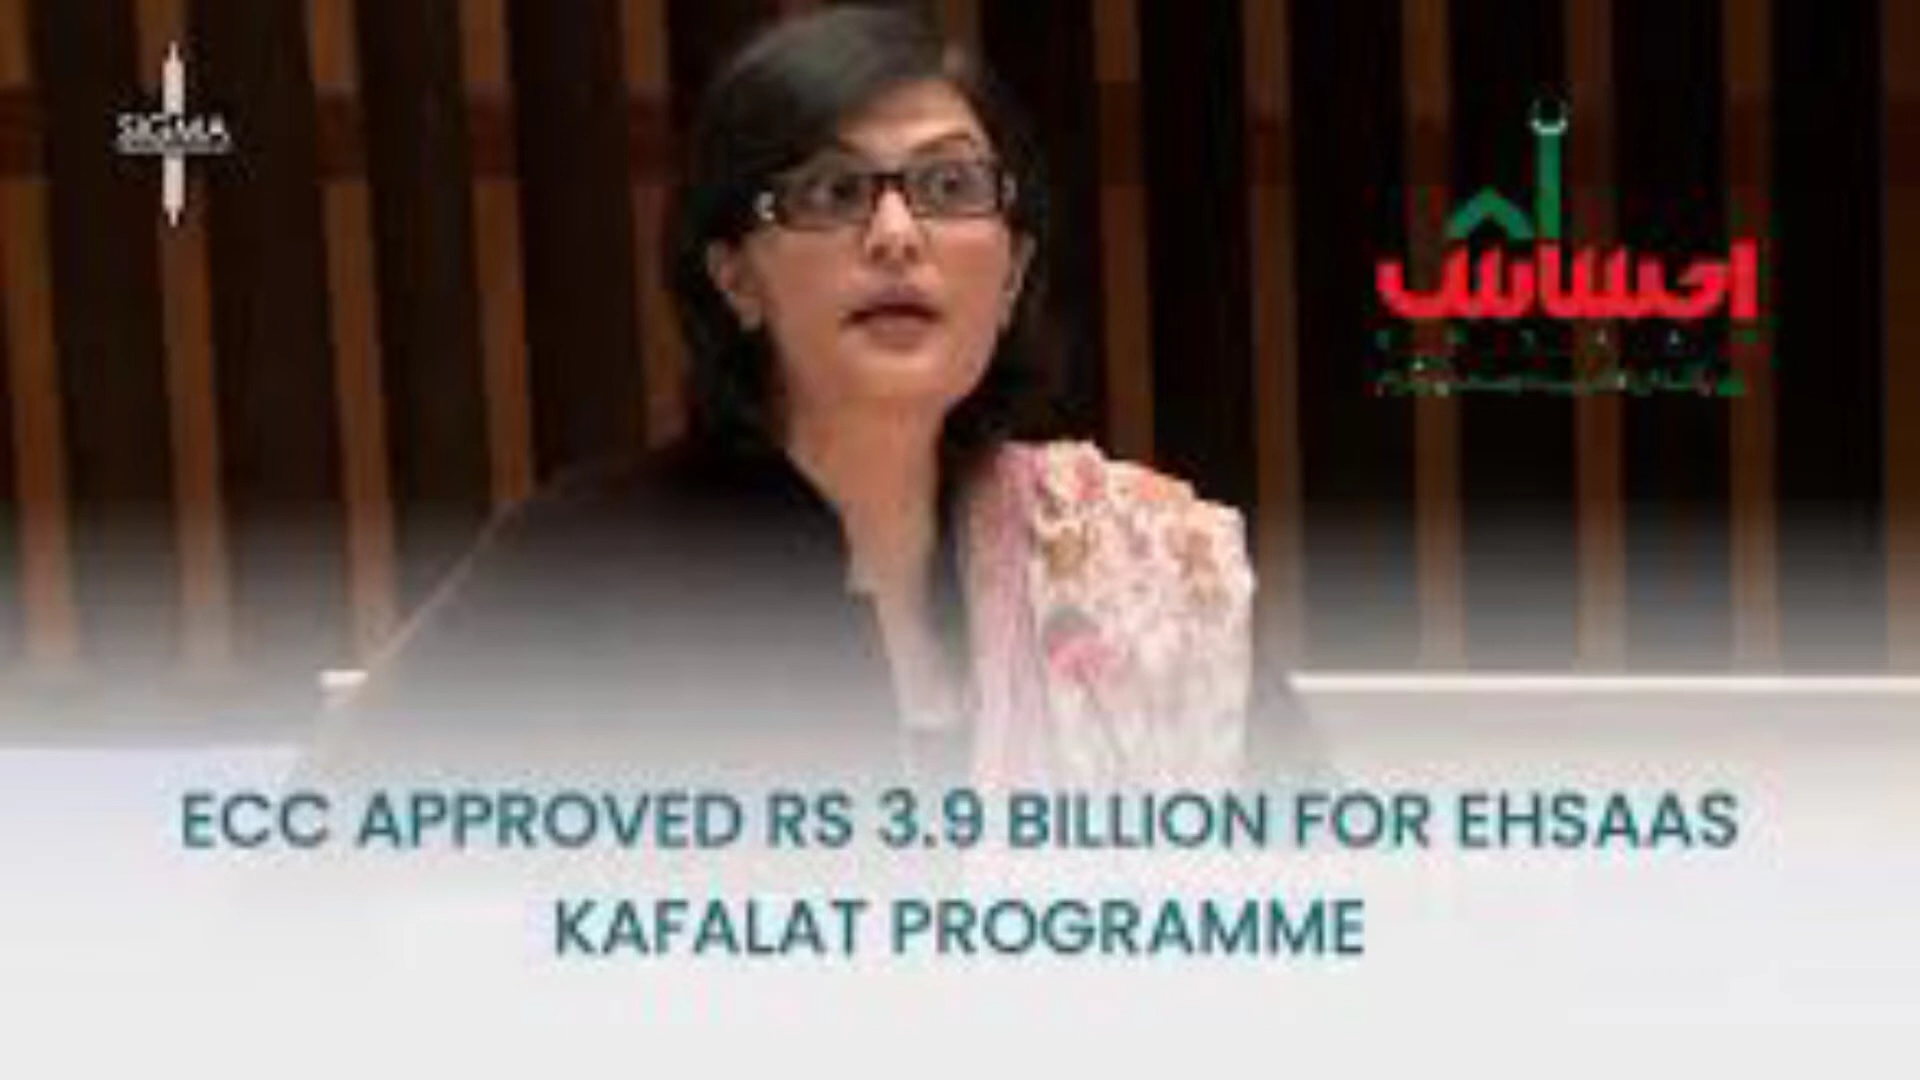 SIGMA
احساس
ECC APPROVED RS 3.9 BILLION FOR EHSAAS
KAFALAT PROGRAMME